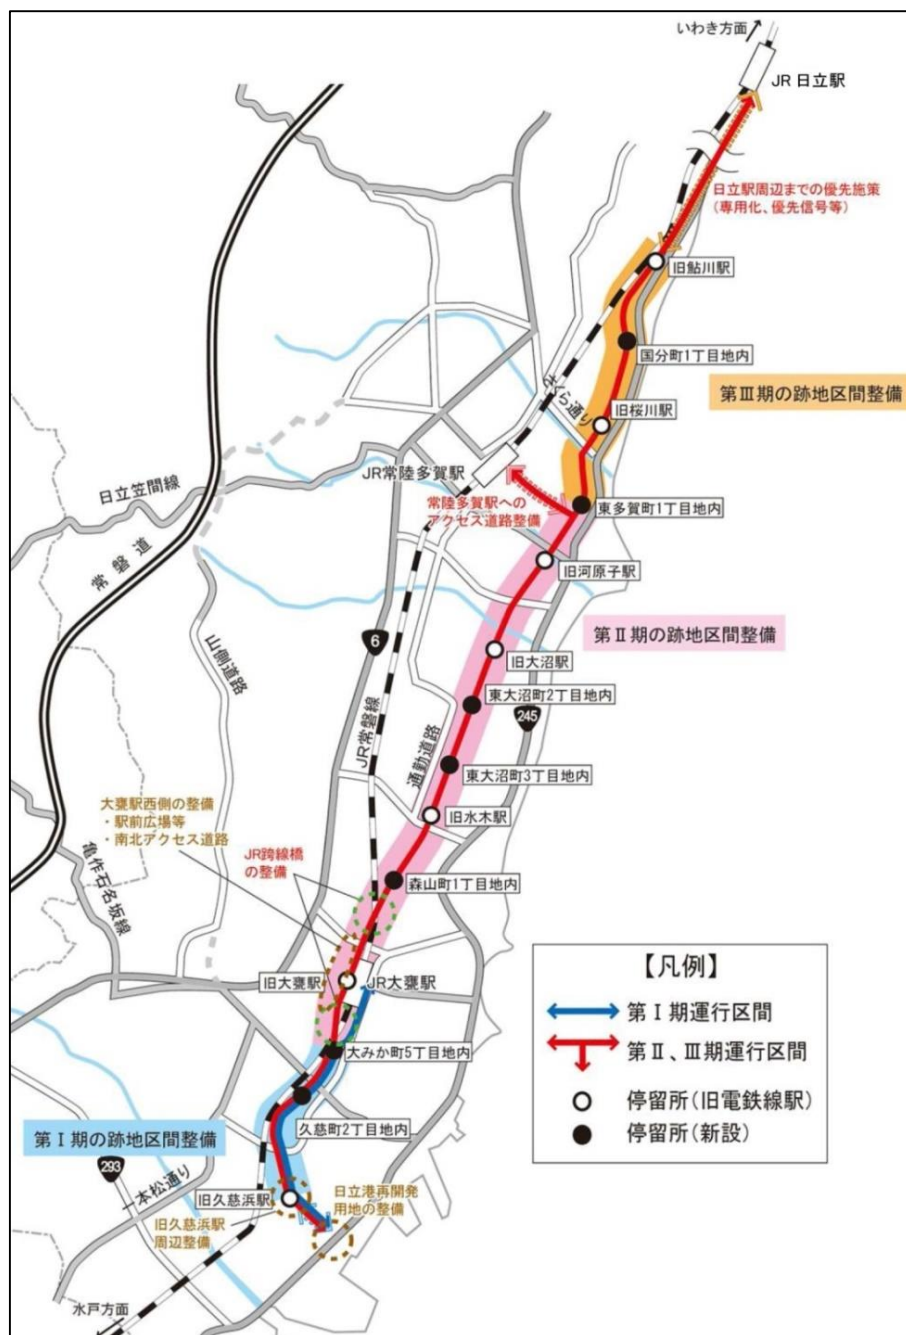 いわき方面
JR 日立駅
日立駅周辺までの優先施策
（専用化、優先信号等）
旧鮎川駅
国分町1丁目地内
第Ⅲ期の跡地区間整備
さくら通り
旧桜川駅
JR常陸多賀駅
日立笠間線
常陸多賀駅への
アクセス道路整備
東多賀町1丁目地内
常磐道
旧河原子駅
第Ⅱ期の跡地区間整備
6
山側道路
旧大沼駅
東大沼町2丁目地内
245
JR常磐線
通勤道路
東大沼町3丁目地内
大甕駅西側の整備
・駅前広場等
・南北アクセス道路
旧水木駅
JR跨線橋
の整備
亀作石名坂線
森山町1丁目地内
旧大甕駅
JR大甕駅
大みか町5丁目地内
久慈町2丁目地内
第Ⅰ期の跡地区間整備
293
一本松通り
旧久慈浜駅
日立港再開発
用地の整備
旧久慈浜駅
周辺整備
水戸方面
【凡例】
第Ⅰ期運行区間
第Ⅱ、Ⅲ期運行区間
停留所（旧電鉄線駅）
停留所（新設）